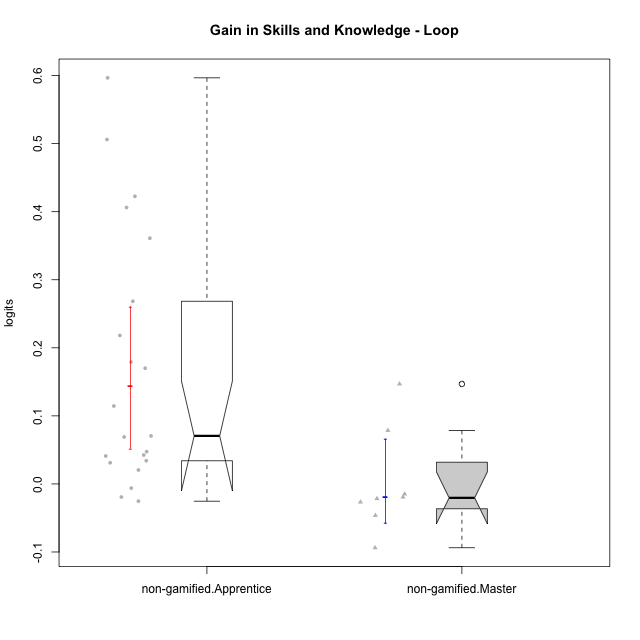 Gain in Skills and Knowledge - Loop
logits
0.6
0.5
0.4
0.3
0.2
0.1
0.0
-0.1
non-gamified.Apprentice
non-gamified.Master